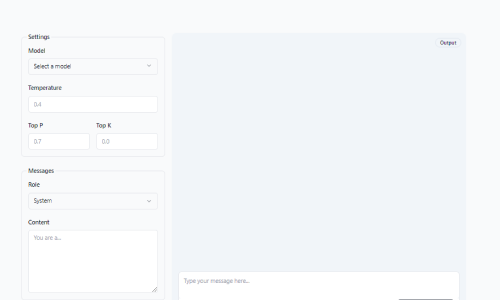 Settings
Model
Select a model
Temperature
0.4
Top P
Top K
0.7
0.0
Messages
Role
System
Content
You are a...
Output
Type your message here...